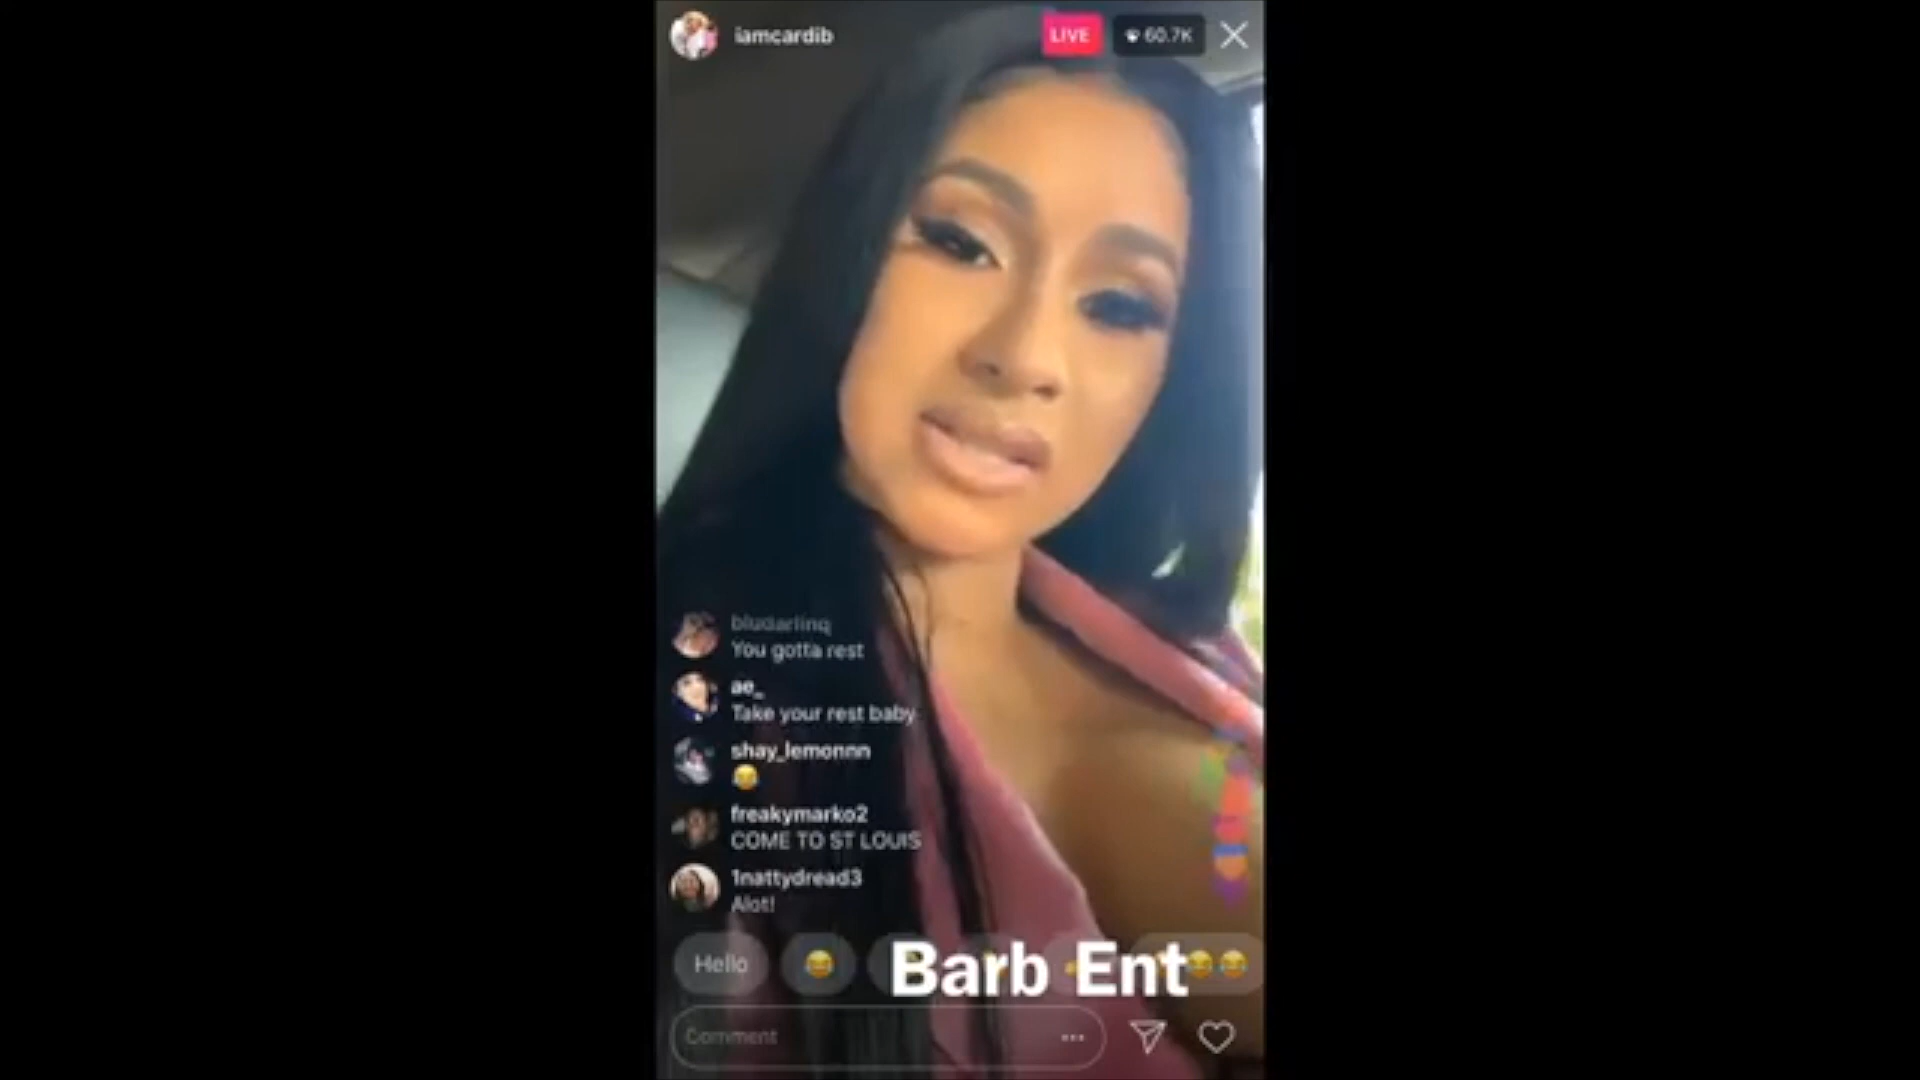 iamcardib
LIVE
60.7K
bludarlinq
You gotta rest
ae_
Take your rest baby
shay_lemonnn
😂
freakymarko2
COME TO ST LOUIS
1nattydread3
Alot!
Hello
😂
😂😂
Barb Ent
Comment